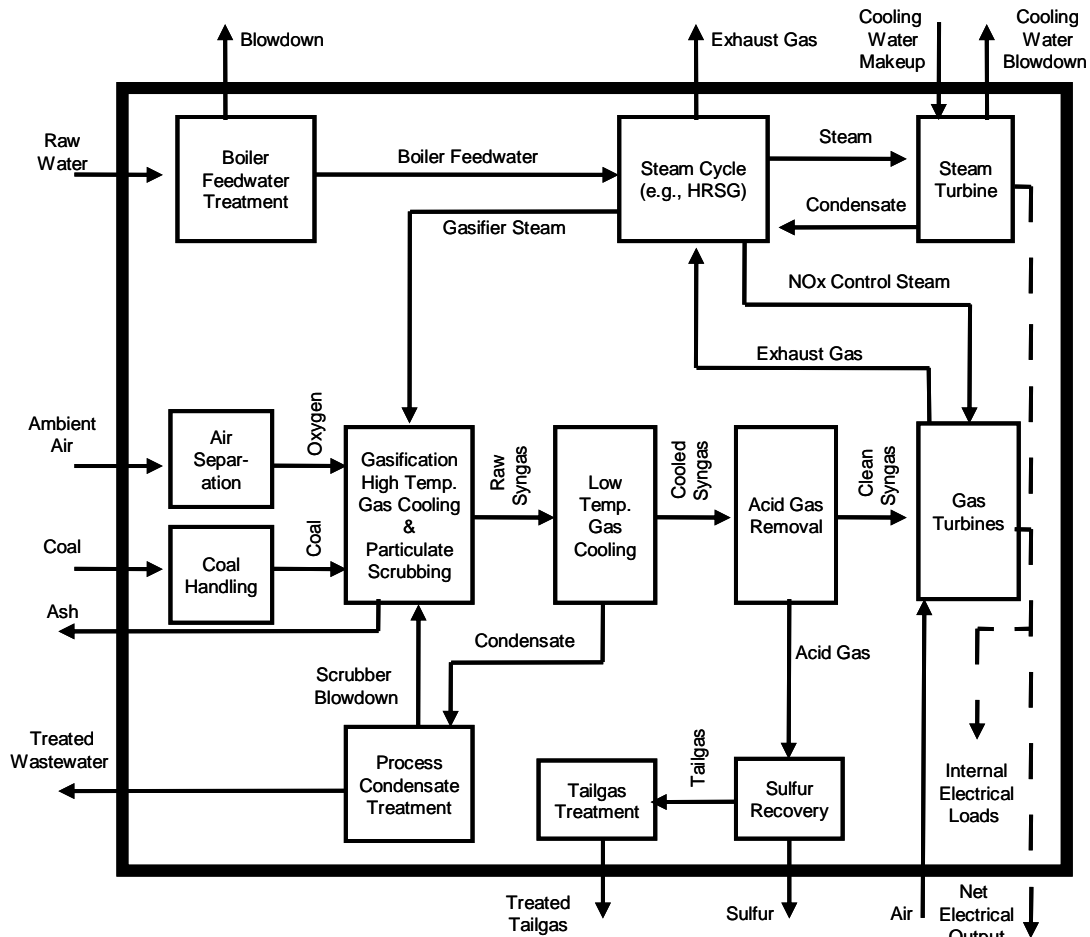 Blowdown
Exhaust Gas
Cooling
Water
Makeup
Cooling
Water
Blowdown
Raw
Water
Boiler
Feedwater
Treatment
Boiler Feedwater
Steam Cycle
(e.g., HRSG)
Steam
Condensate
Steam
Turbine
Gasifier Steam
NOx Control Steam
Exhaust Gas
Ambient
Air
Air
Separ-
ation
Oxygen
Coal
Coal
Handling
Coal
Gasification
High Temp.
Gas Cooling
&
Particulate
Scrubbing
Raw
Syngas
Low
Temp.
Gas
Cooling
Cooled
Syngas
Acid Gas
Removal
Clean
Syngas
Gas
Turbines
Ash
Scrubber
Blowdown
Condensate
Acid Gas
Treated
Wastewater
Process
Condensate
Treatment
Tailgas
Treatment
Tailgas
Sulfur
Recovery
Internal
Electrical
Loads
Treated
Tailgas
Sulfur
Air
Net
Electrical
Output